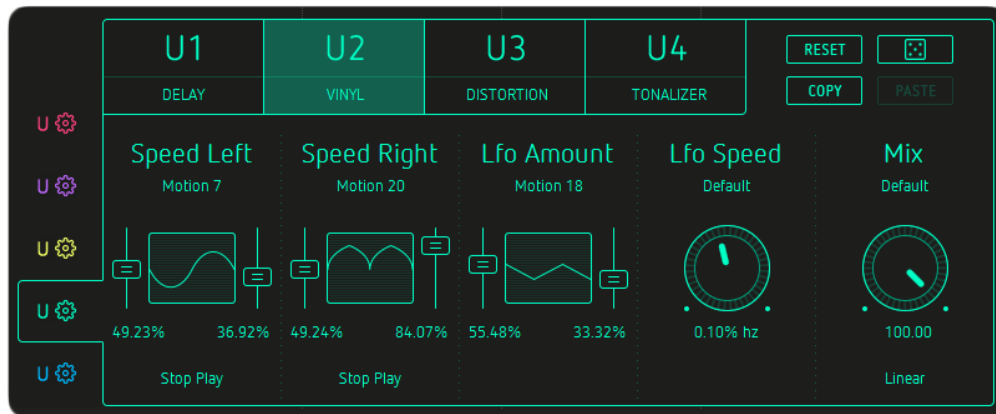 U1 U2 U3 U4
DELAY VINYL DISTORTION TONALIZER
RESET
COPY PASTE
U
U
U
U
U
Speed Left Speed Right Lfo Amount Lfo Speed Mix
Motion 7 Motion 20 Motion 18 Default Default
49.23% 36.92% 49.24% 84.07% 55.48% 33.32% 0.10% hz 100.00
Stop Play Stop Play Linear